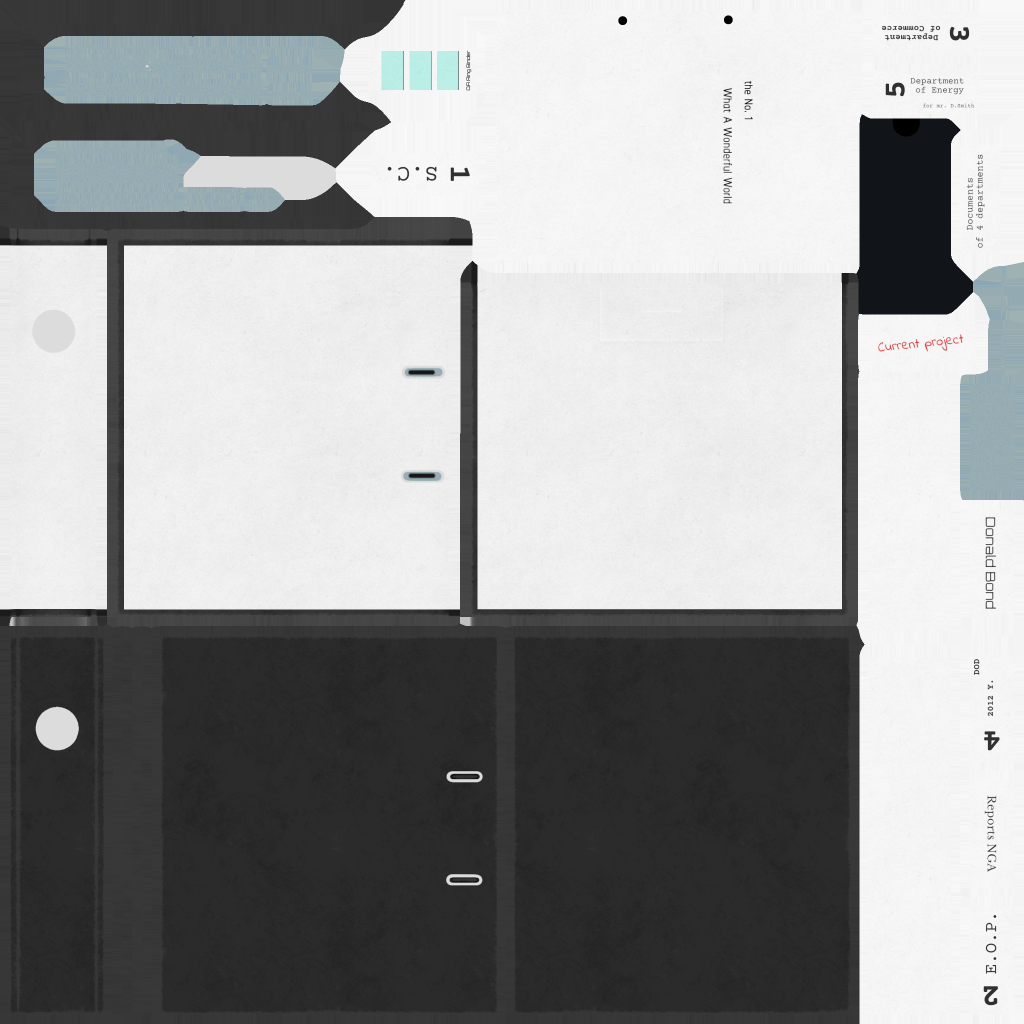 3
Department
of Commerce
5
Department
of Energy
for mr. D.Smith
Documents
of 4 departments
the No. 1
What A Wonderful World
1 S.C.
Current project
Donald Bond
DOD
2012 Y.
4
Reports NGA
2 E.O.P.